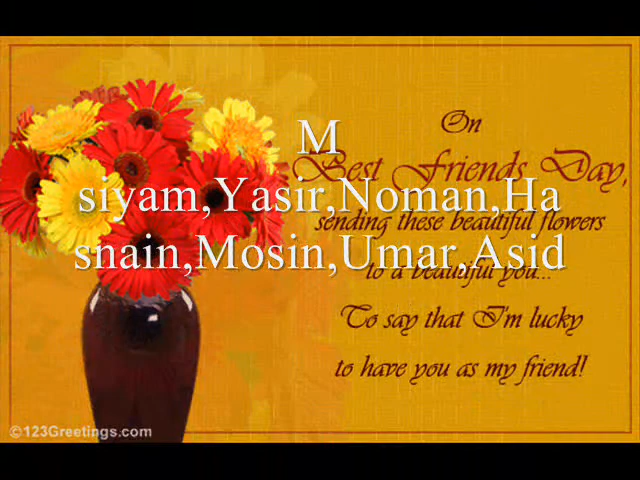 On
M
Best Friends Day,
siyam,Yasir,Noman,Ha
sending these beautiful flowers
snain,Mosin,Umar,Asid
to a beautiful you...
To say that I'm lucky
to have you as my friend!
©123Greetings.com